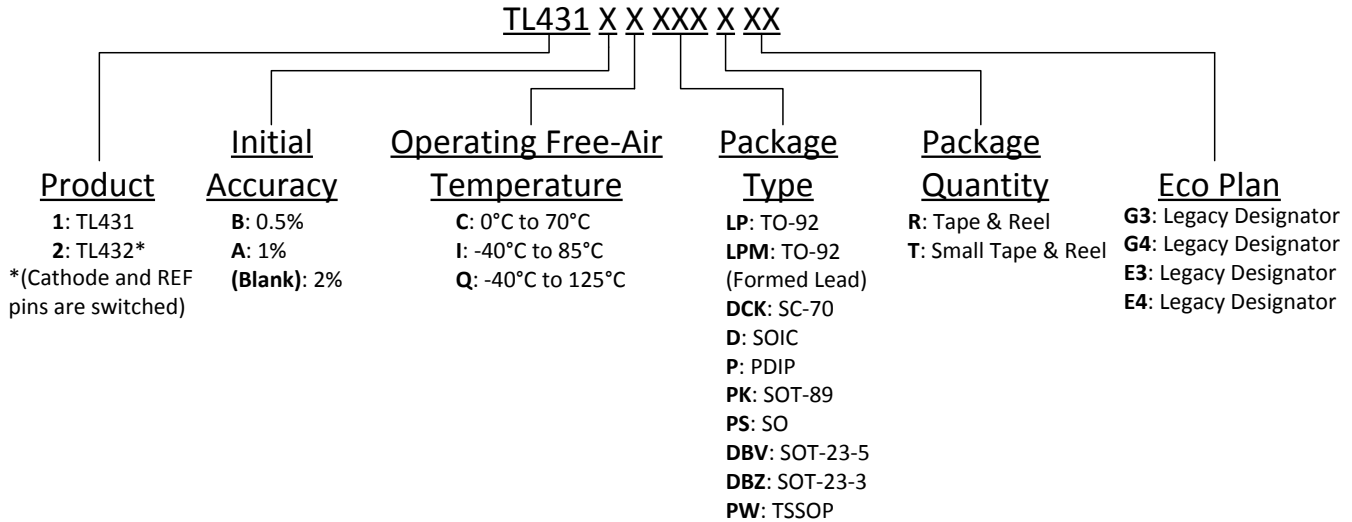 TL431 X X XXX X XX
Product
1: TL431
2: TL432*
*(Cathode and REF
pins are switched)
Initial
Accuracy
B: 0.5%
A: 1%
(Blank): 2%
Operating Free-Air
Temperature
C: 0°C to 70°C
I: -40°C to 85°C
Q: -40°C to 125°C
Package
Type
LP: TO-92
LPM: TO-92
(Formed Lead)
DCK: SC-70
D: SOIC
P: PDIP
PK: SOT-89
PS: SO
DBV: SOT-23-5
DBZ: SOT-23-3
PW: TSSOP
Package
Quantity
R: Tape & Reel
T: Small Tape & Reel
Eco Plan
G3: Legacy Designator
G4: Legacy Designator
E3: Legacy Designator
E4: Legacy Designator